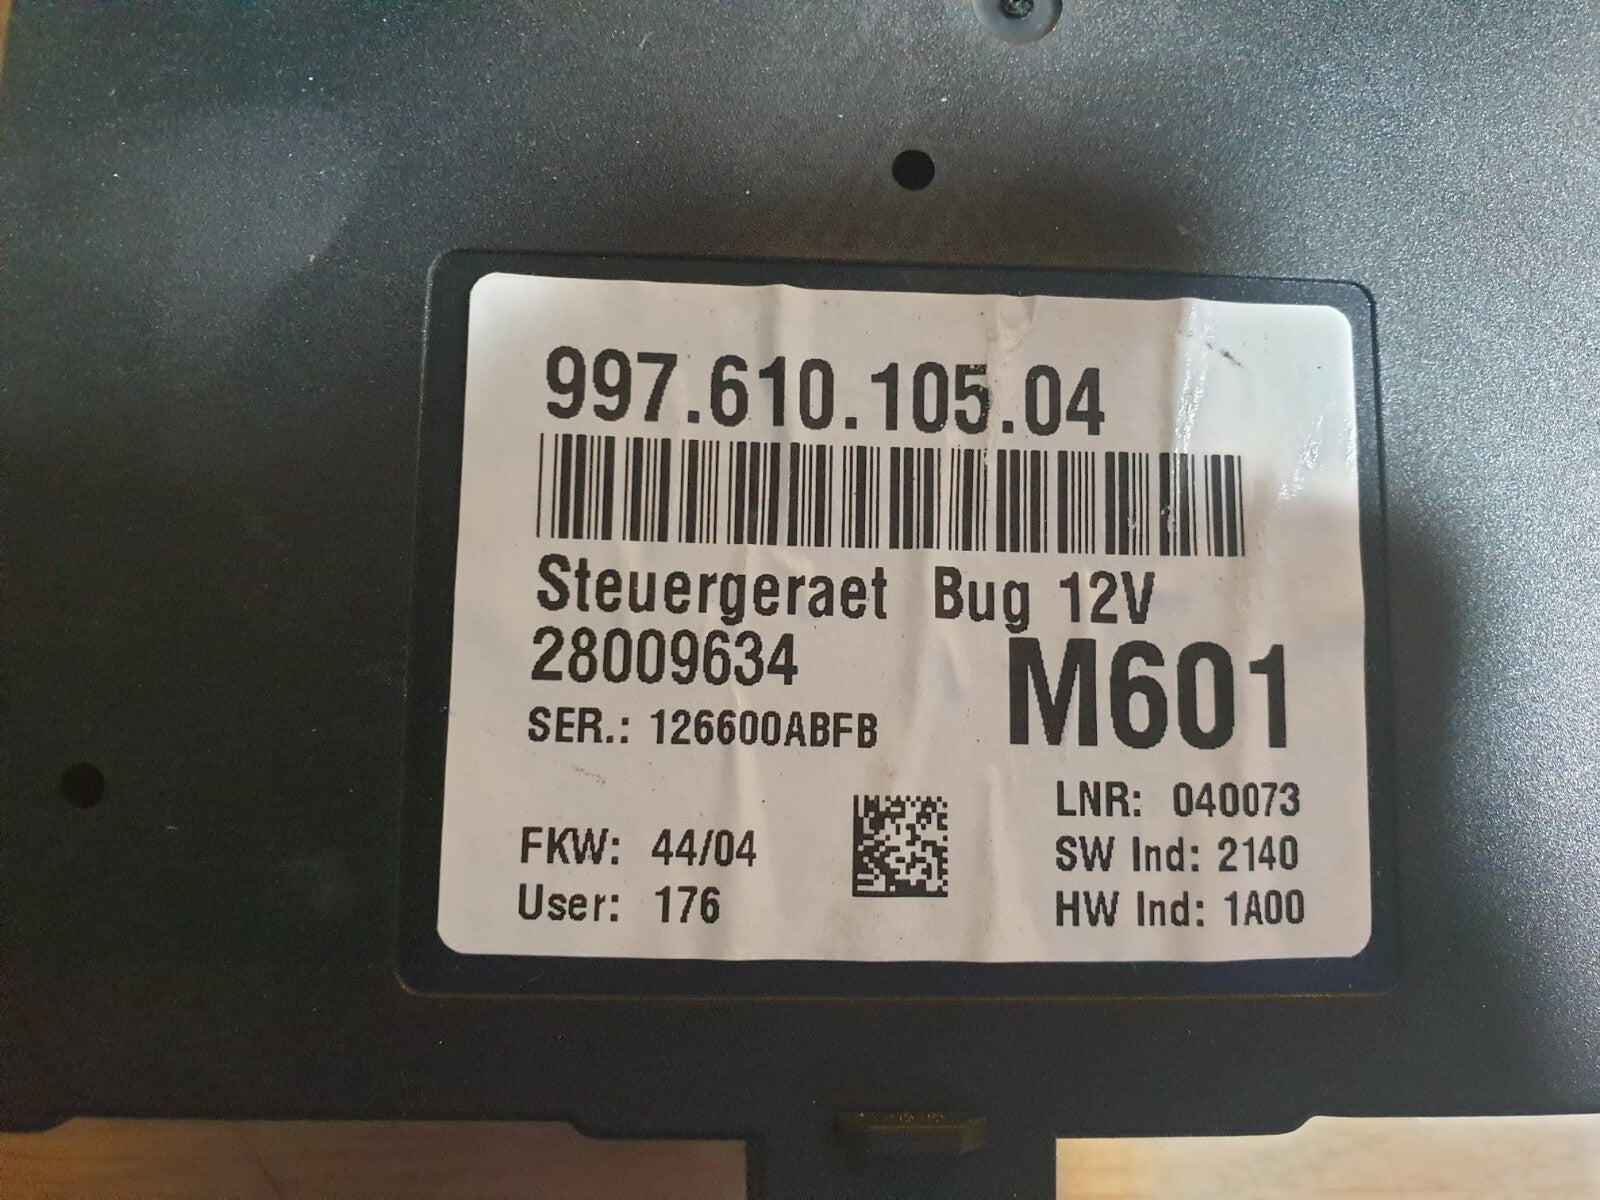 997.610.105.04
Steuergeraet Bug 12V
28009634
M601
SER.: 126600ABFB
LNR: 040073
FKW: 44/04
SW Ind: 2140
User: 176
HW Ind: 1A00